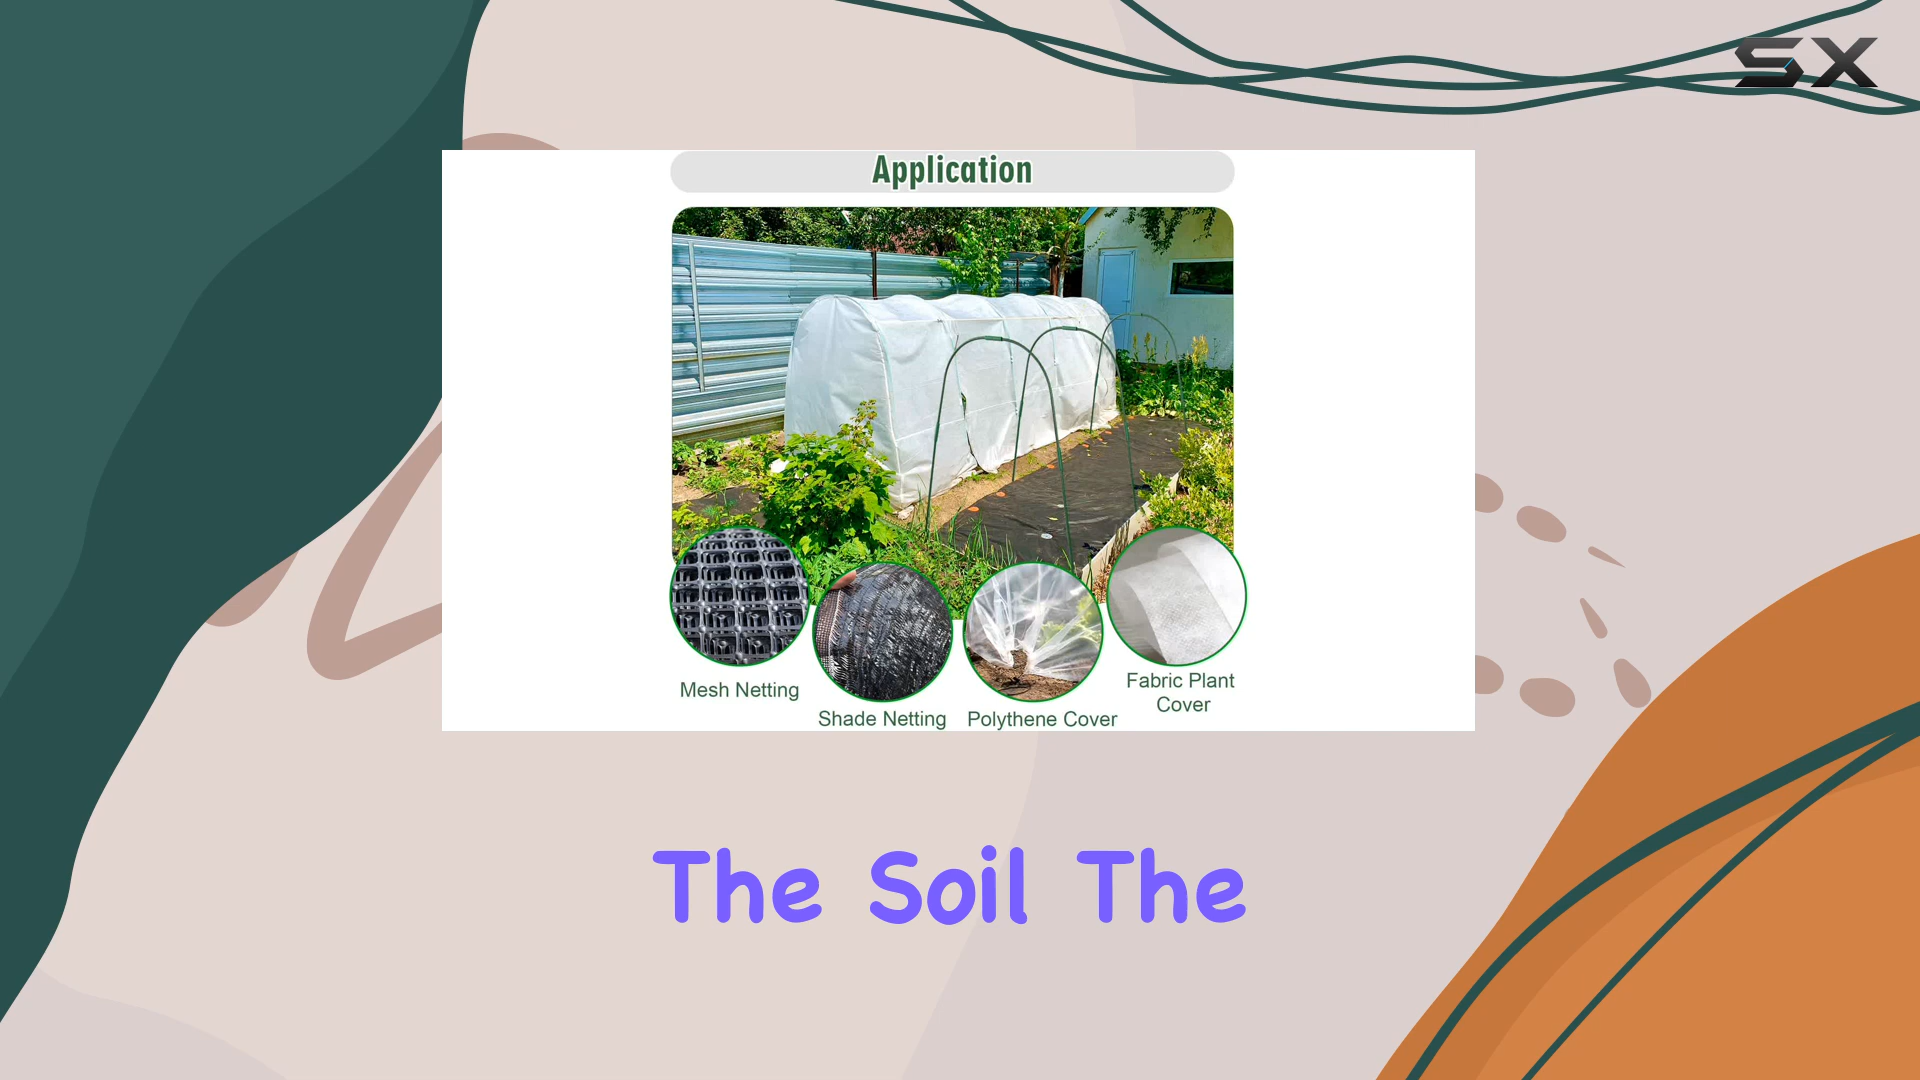 SX
Application
Mesh Netting
Shade Netting
Polythene Cover
Fabric Plant
Cover
The Soil The